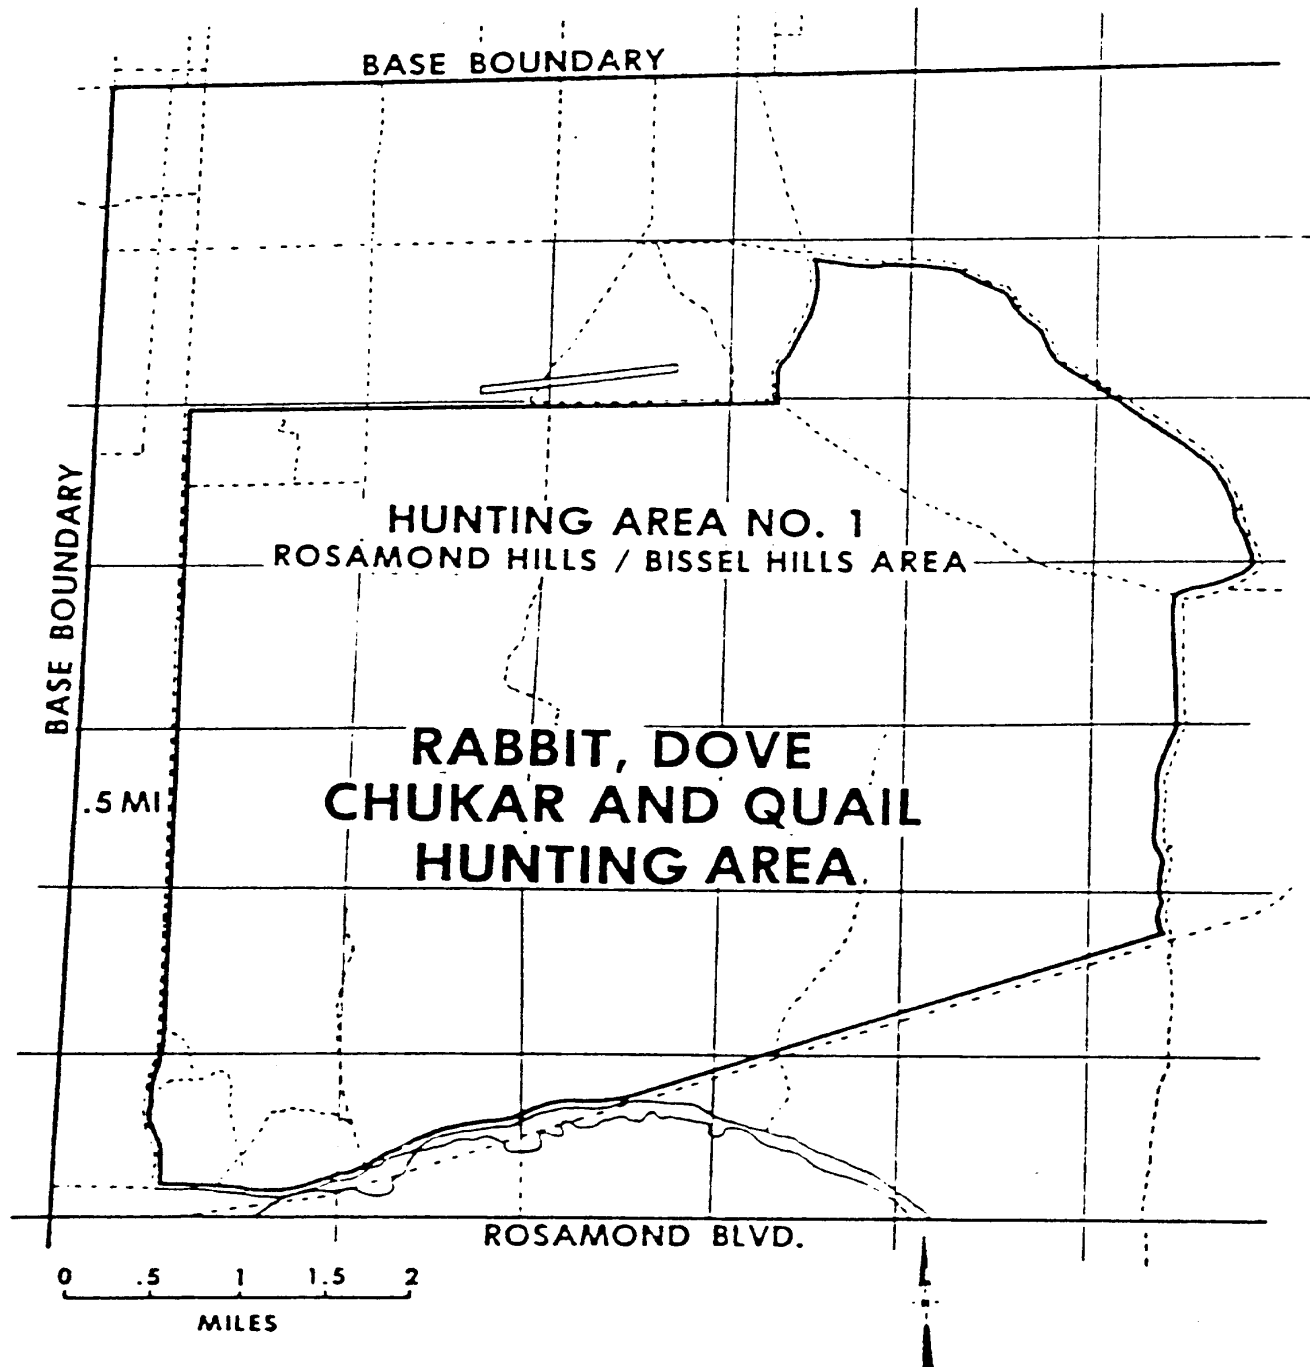 BASE BOUNDARY
HUNTING AREA NO. 1
ROSAMOND HILLS / BISSEL HILLS AREA
BASE BOUNDARY
RABBIT, DOVE
CHUKAR AND QUAIL
HUNTING AREA
.5 MI
ROSAMOND BLVD.
0 .5 1 1.5 2
MILES